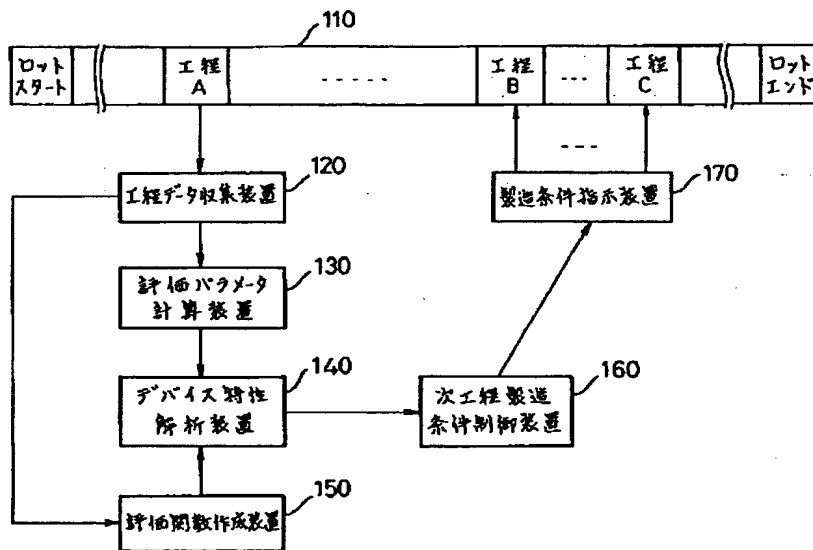 110
ロット
スタート
工程
A
-----
工程
B
---
工程
C
ロット
エンド
120
工程データ収集装置
----
170
製造条件指示装置
130
評価パラメータ
計算装置
140
デバイス特性
解析装置
160
次工程製造
条件制御装置
150
評価関数作成装置